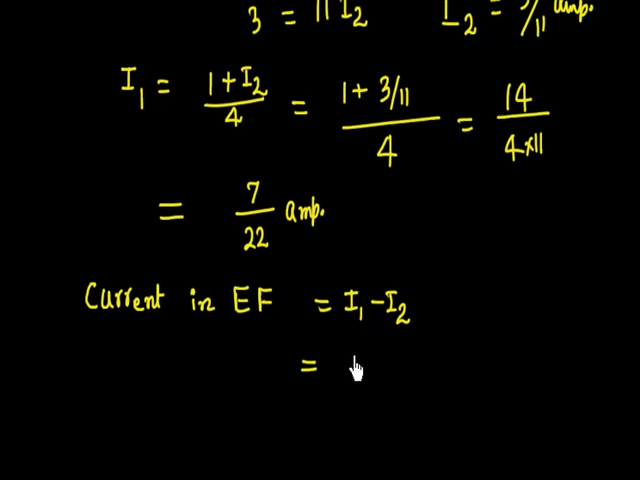 3 = 11 I2 I2 = 3/11 amp.
I1 = 1 + I2 / 4 = 1 + 3/11 / 4 = 14 / 4×11
= 7 / 22 amp.
Current in EF = I1 - I2
=